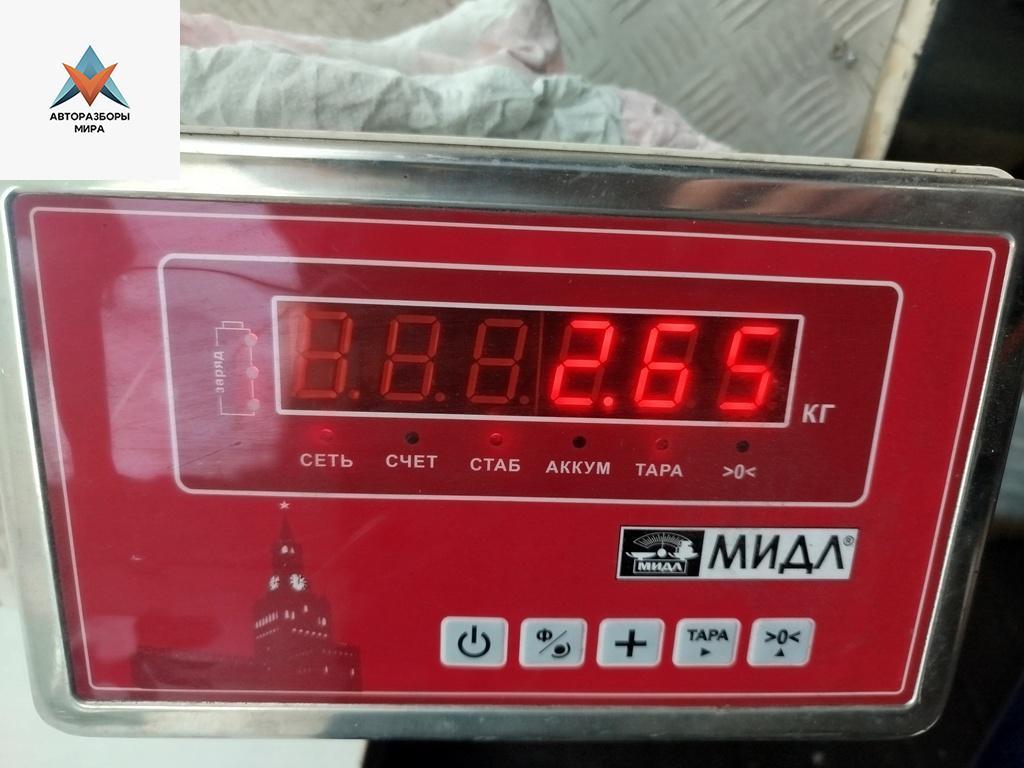 АВТОРАЗБОРЫ
МИРА
заряд
2.65
КГ
СЕТЬ СЧЕТ СТАБ АККУМ ТАРА >0<
МИДЛ МИДЛ®
Ф ТАРА >0<